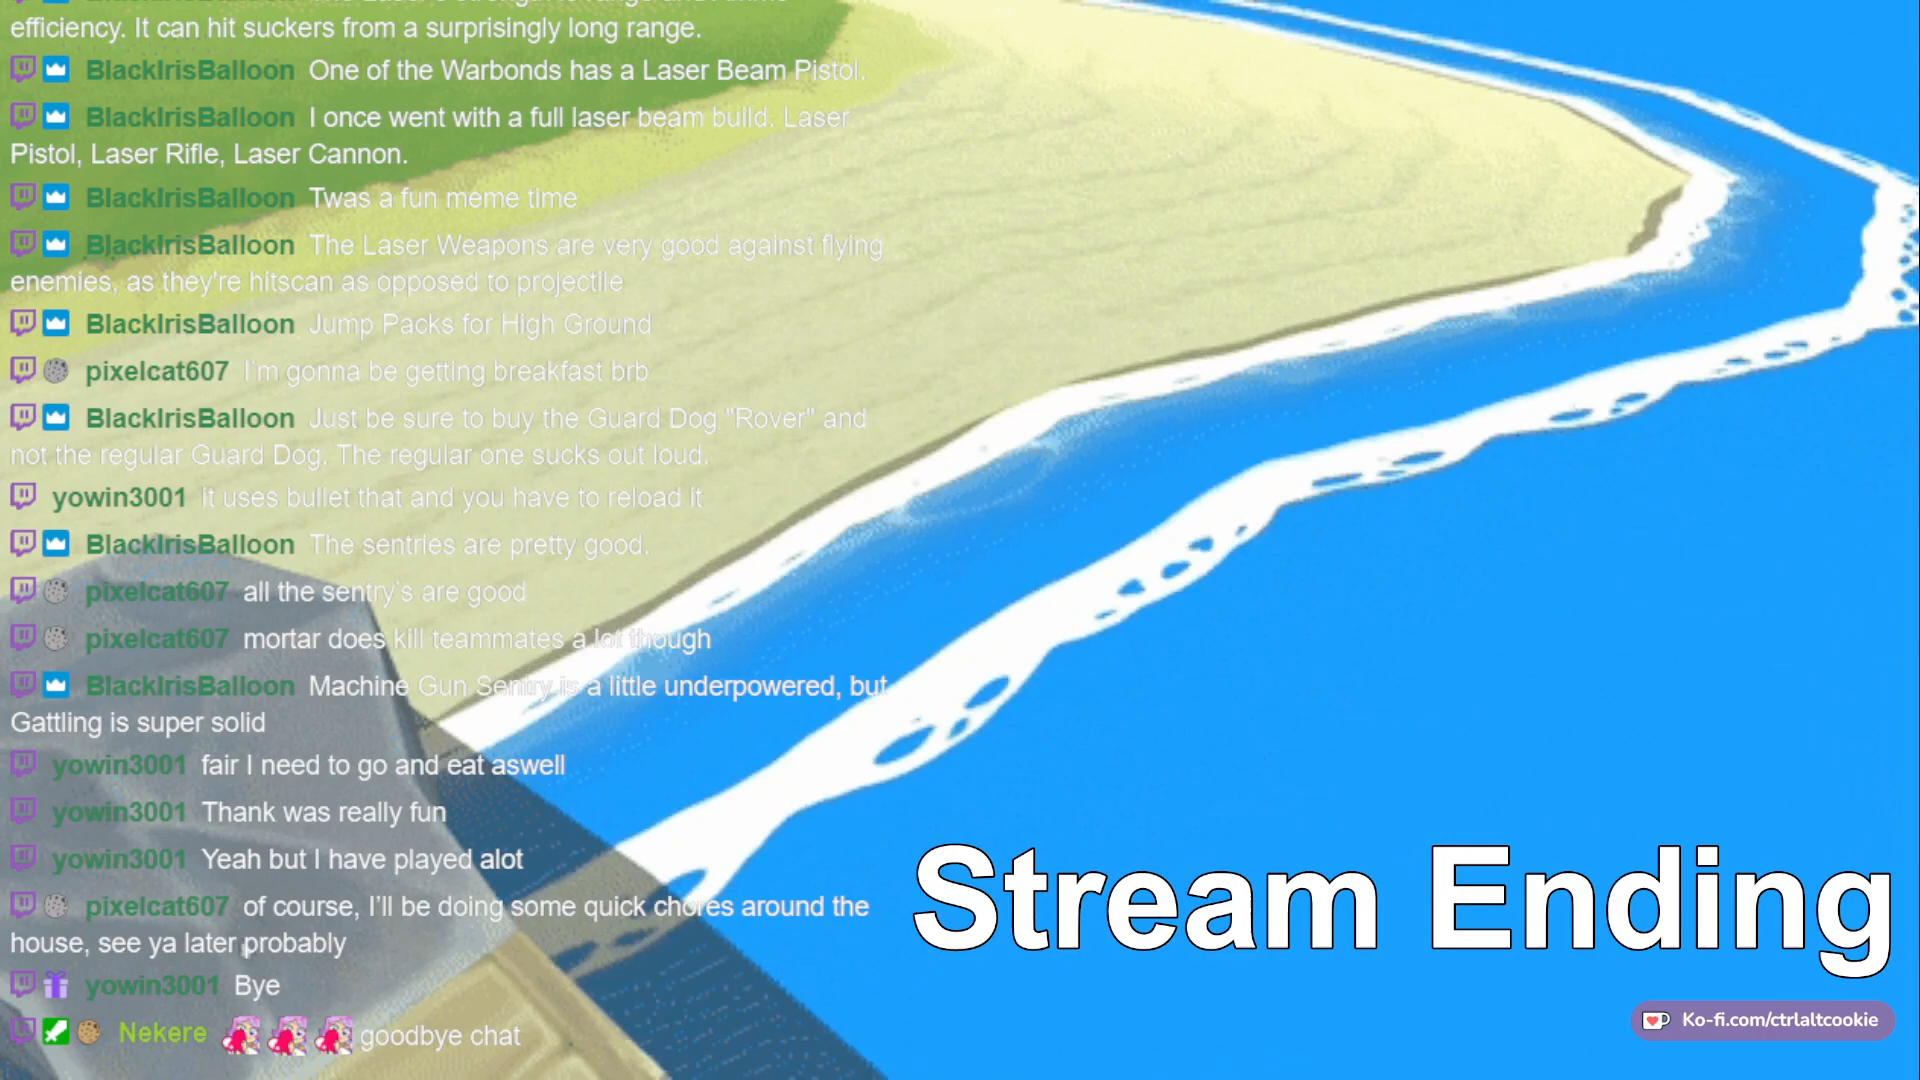 efficiency. It can hit suckers from a surprisingly long range.
BlackIrisBalloon One of the Warbonds has a Laser Beam Pistol.
BlackIrisBalloon I once went with a full laser beam build. Laser
Pistol, Laser Rifle, Laser Cannon.
BlackIrisBalloon Twas a fun meme time
BlackIrisBalloon The Laser Weapons are very good against flying
enemies, as they're hitscan as opposed to projectile
BlackIrisBalloon Jump Packs for High Ground
pixelcat607 I'm gonna be getting breakfast brb
BlackIrisBalloon Just be sure to buy the Guard Dog "Rover" and
not the regular Guard Dog. The regular one sucks out loud.
yowin3001 it uses bullet that and you have to reload it
BlackIrisBalloon The sentries are pretty good.
pixelcat607 all the sentry's are good
pixelcat607 mortar does kill teammates a lot though
BlackIrisBalloon Machine Gun Sentry is a little underpowered, but
Gattling is super solid
yowin3001 fair I need to go and eat aswell
yowin3001 Thank was really fun
yowin3001 Yeah but I have played alot
pixelcat607 of course, I'll be doing some quick chores around the
house, see ya later probably
yowin3001 Bye
Nekere goodbye chat
Stream Ending
Ko-fi.com/ctrlaltcookie